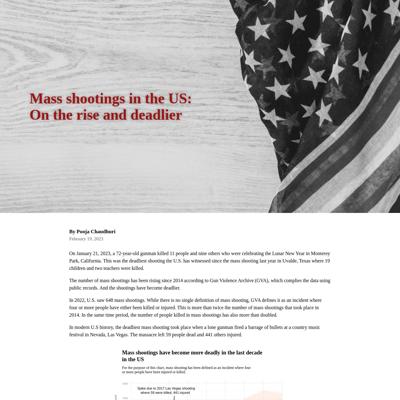 Mass shootings in the US:
On the rise and deadlier
By Pooja Chaudhuri
February 19, 2023
On January 21, 2023, a 72-year-old gunman killed 11 people and nine others who were celebrating the Lunar New Year in Monterey
Park, California. This was the deadliest shooting the U.S. has witnessed since the mass shooting last year in Uvalde, Texas where 19
children and two teachers were killed.
The number of mass shootings has been rising since 2014 according to Gun Violence Archive (GVA), which compiles the data using
public records. And the shootings have become deadlier.
In 2022, U.S. saw 648 mass shootings. While there is no single definition of mass shooting, GVA defines it as an incident where
four or more people have either been killed or injured. This is more than twice the number of mass shootings that took place in
2014. In the same time period, the number of people killed in mass shootings has also more than doubled.
In modern U.S history, the deadliest mass shooting took place when a lone gunman fired a barrage of bullets at a country music
festival in Nevada, Las Vegas. The massacre left 59 people dead and 441 others injured.
Mass shootings have become more deadly in the last decade
in the US
For the purpose of this chart, mass shooting has been defined as an incident where four
or more people have been injured or killed.
Spike due to 2017 Las Vegas shooting
where 59 were killed, 441 injured